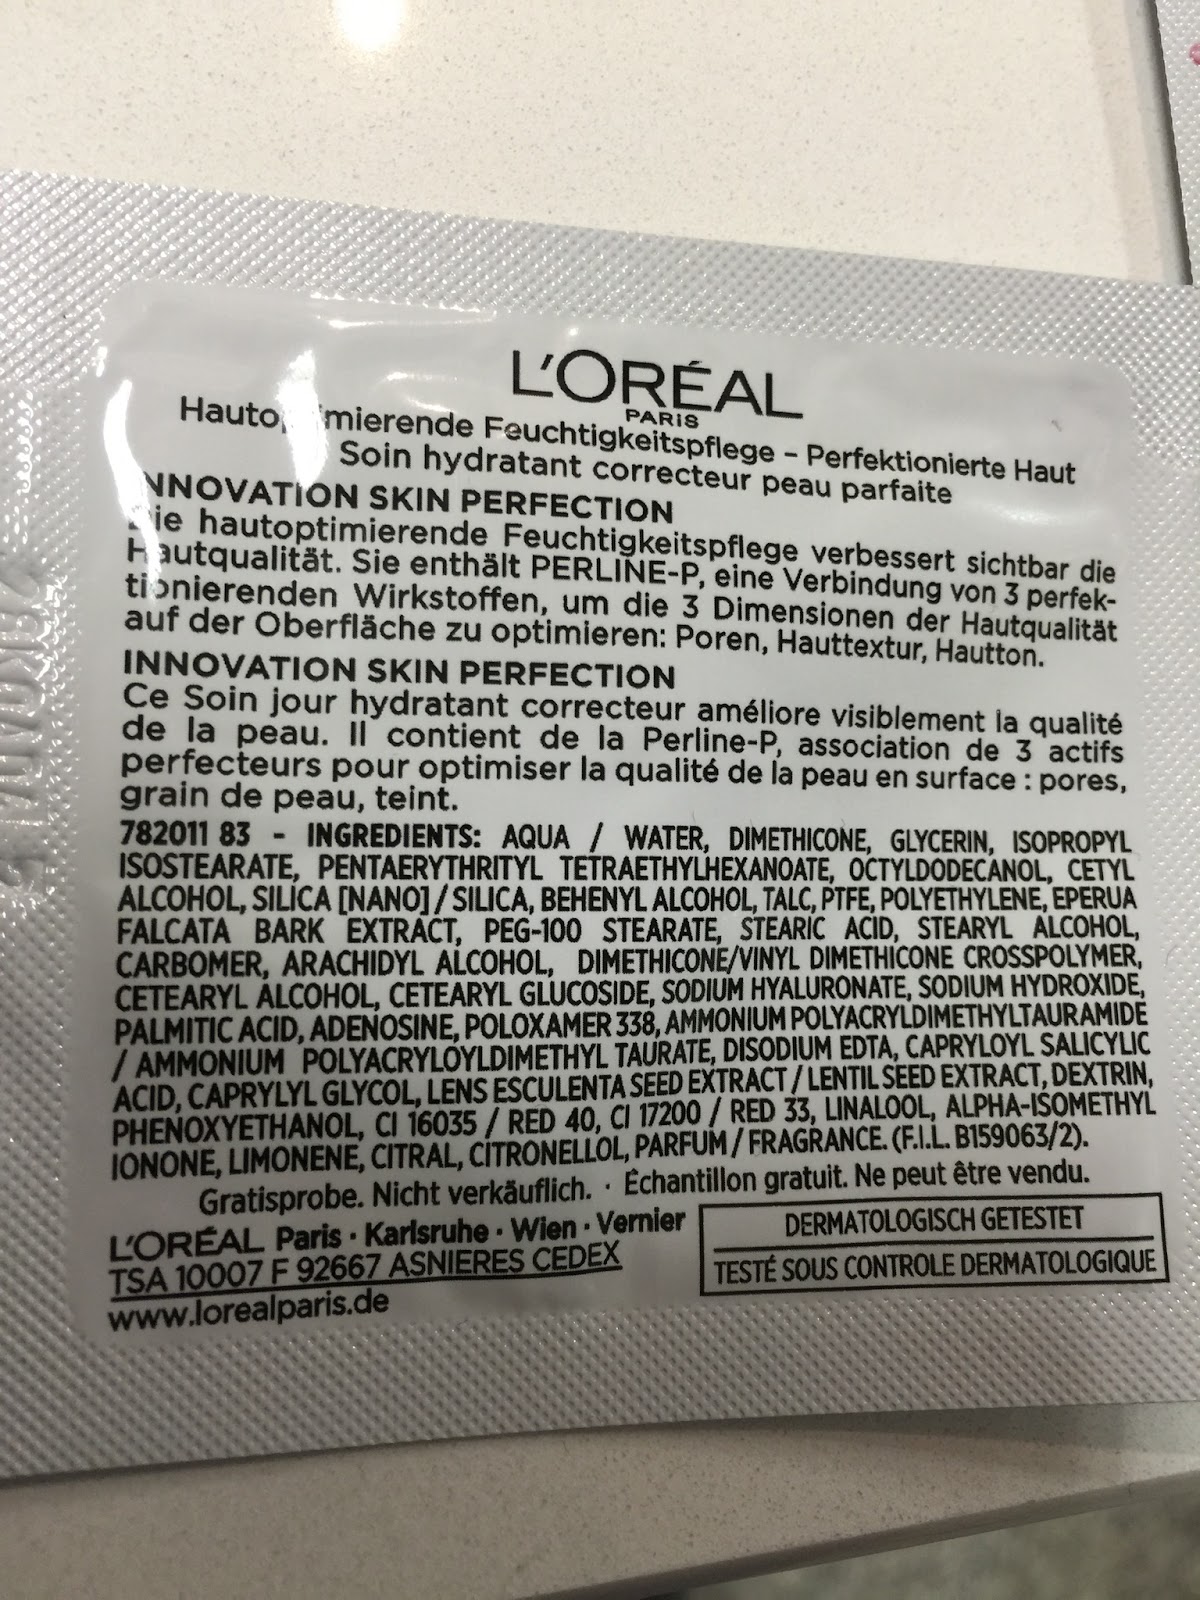 L'ORÉAL
PARIS
Hautoptimierende Feuchtigkeitspflege – Perfektionierte Haut
Soin hydratant correcteur peau parfaite
INNOVATION SKIN PERFECTION
Die hautoptimierende Feuchtigkeitspflege verbessert sichtbar die
Hautqualität. Sie enthält PERLINE-P, eine Verbindung von 3 perfek-
tionierenden Wirkstoffen, um die 3 Dimensionen der Hautqualität
auf der Oberfläche zu optimieren: Poren, Hauttextur, Hautton.
INNOVATION SKIN PERFECTION
Ce Soin jour hydratant correcteur améliore visiblement la qualité
de la peau. Il contient de la Perline-P, association de 3 actifs
perfecteurs pour optimiser la qualité de la peau en surface : pores,
grain de peau, teint.
782011 83 - INGREDIENTS: AQUA / WATER, DIMETHICONE, GLYCERIN, ISOPROPYL
ISOSTEARATE, PENTAERYTHRITYL TETRAETHYLHEXANOATE, OCTYLDODECANOL, CETYL
ALCOHOL, SILICA [NANO] / SILICA, BEHENYL ALCOHOL, TALC, PTFE, POLYETHYLENE, EPERUA
FALCATA BARK EXTRACT, PEG-100 STEARATE, STEARIC ACID, STEARYL ALCOHOL,
CARBOMER, ARACHIDYL ALCOHOL, DIMETHICONE/VINYL DIMETHICONE CROSSPOLYMER,
CETEARYL ALCOHOL, CETEARYL GLUCOSIDE, SODIUM HYALURONATE, SODIUM HYDROXIDE,
PALMITIC ACID, ADENOSINE, POLOXAMER 338, AMMONIUM POLYACRYLDIMETHYLTAURAMIDE
/ AMMONIUM POLYACRYLOYLDIMETHYL TAURATE, DISODIUM EDTA, CAPRYLOYL SALICYLIC
ACID, CAPRYLYL GLYCOL, LENS ESCULENTA SEED EXTRACT / LENTIL SEED EXTRACT, DEXTRIN,
PHENOXYETHANOL, CI 16035 / RED 40, CI 17200 / RED 33, LINALOOL, ALPHA-ISOMETHYL
IONONE, LIMONENE, CITRAL, CITRONELLOL, PARFUM / FRAGRANCE. (F.I.L. B159063/2).
Gratisprobe. Nicht verkäuflich. · Échantillon gratuit. Ne peut être vendu.
L'ORÉAL Paris · Karlsruhe · Wien · Vernier
TSA 10007 F 92667 ASNIERES CEDEX
www.lorealparis.de
DERMATOLOGISCH GETESTET
TESTÉ SOUS CONTROLE DERMATOLOGIQUE